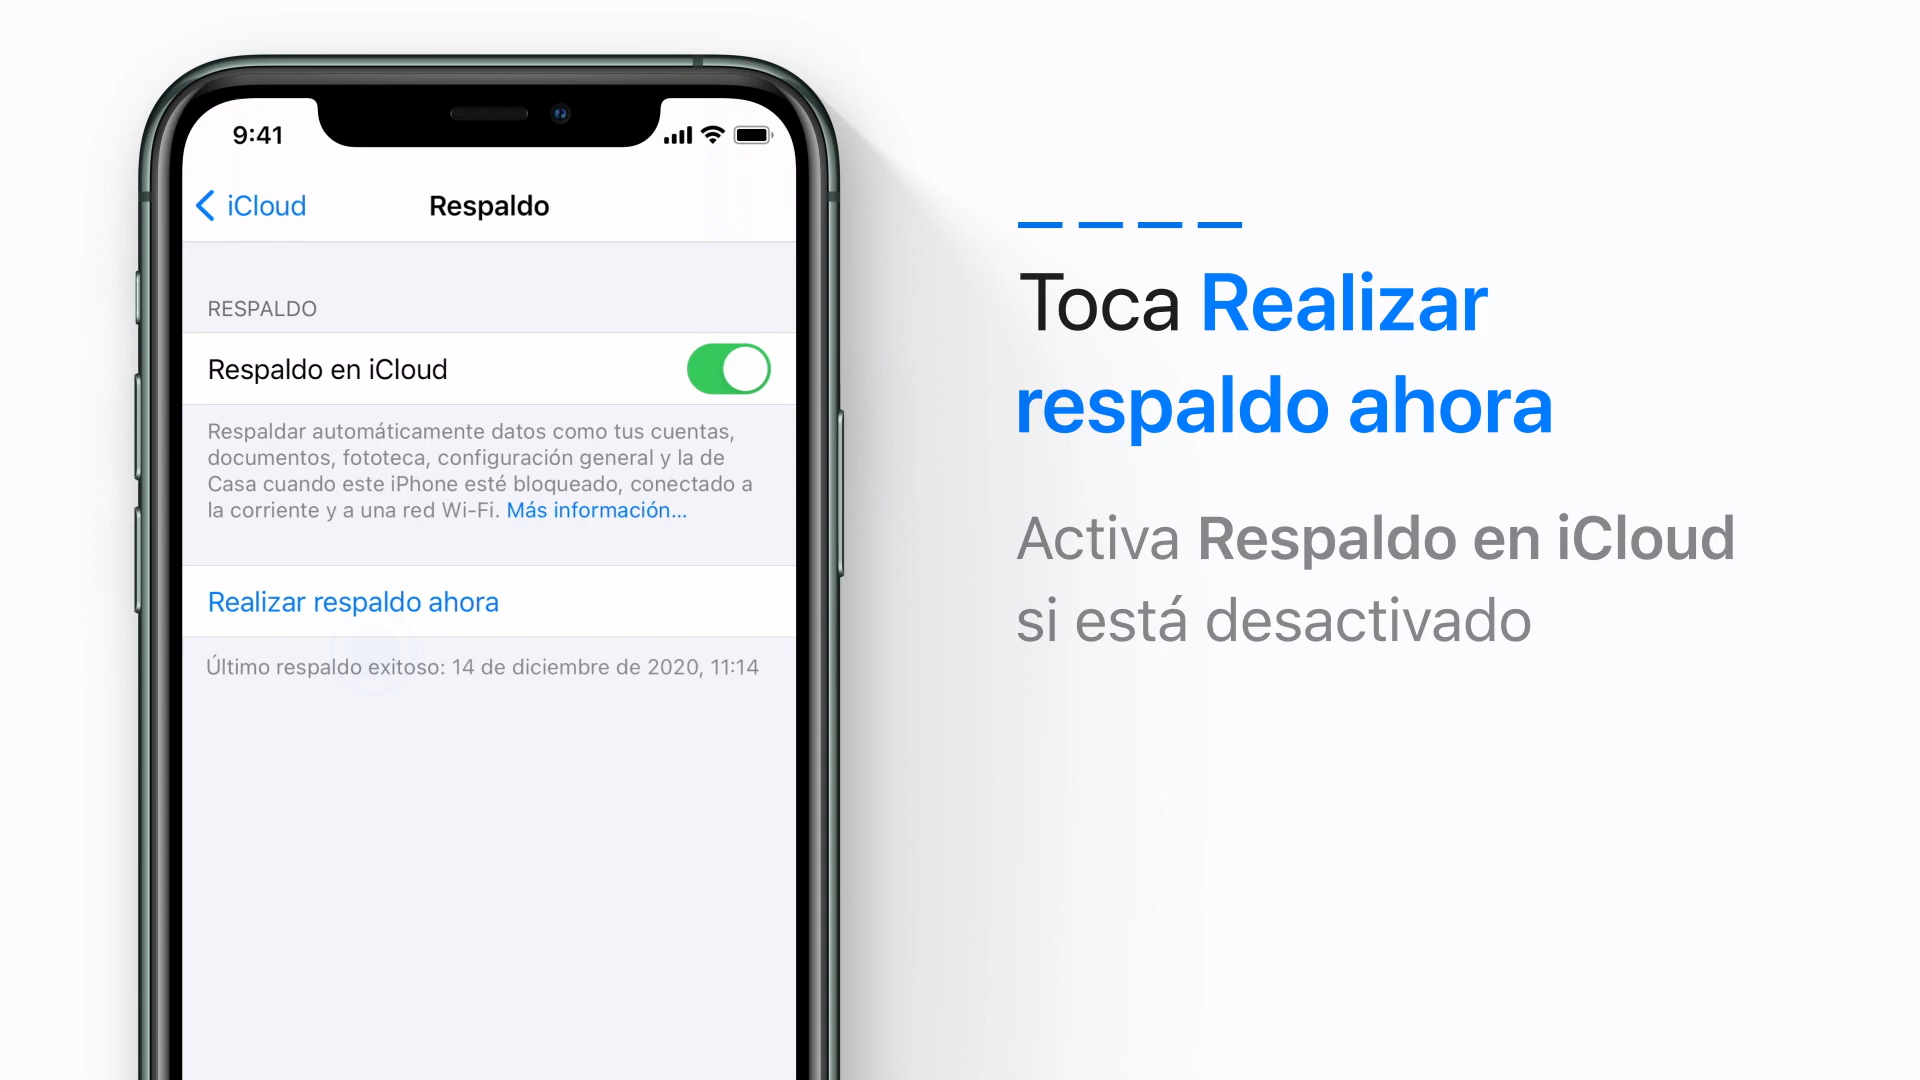 9:41
iCloud
Respaldo
RESPALDO
Respaldo en iCloud
Respaldar automáticamente datos como tus cuentas,
documentos, fototeca, configuración general y la de
Casa cuando este iPhone esté bloqueado, conectado a
la corriente y a una red Wi-Fi. Más información...
Realizar respaldo ahora
Último respaldo exitoso: 14 de diciembre de 2020, 11:14
Toca Realizar
respaldo ahora
Activa Respaldo en iCloud
si está desactivado